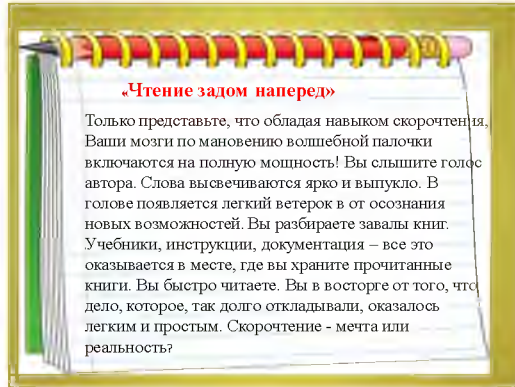 «Чтение задом наперед»
Только представьте, что обладая навыком скорочтения,
Ваши мозги по мановению волшебной палочки
включаются на полную мощность! Вы слышите голос
автора. Слова высвечиваются ярко и выпукло. В
голове появляется легкий ветерок в от осознания
новых возможностей. Вы разбираете завалы книг.
Учебники, инструкции, документация – все это
оказывается в месте, где вы храните прочитанные
книги. Вы быстро читаете. Вы в восторге от того, что
дело, которое, так долго откладывали, оказалось
легким и простым. Скорочтение - мечта или
реальность?